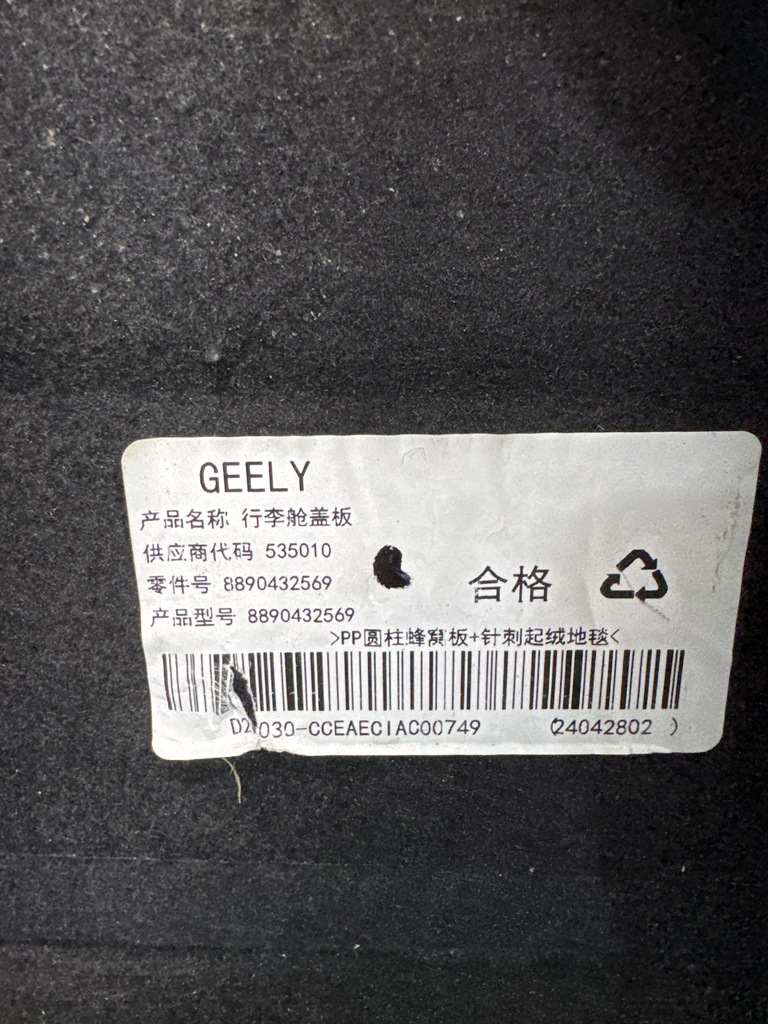 GEELY
产品名称 行李舱盖板
供应商代码 535010
零件号 8890432569
合格
产品型号 8890432569
>PP圆柱蜂窝板+针刺起绒地毯<
030-CCEAECIAC00749 (24042802 )